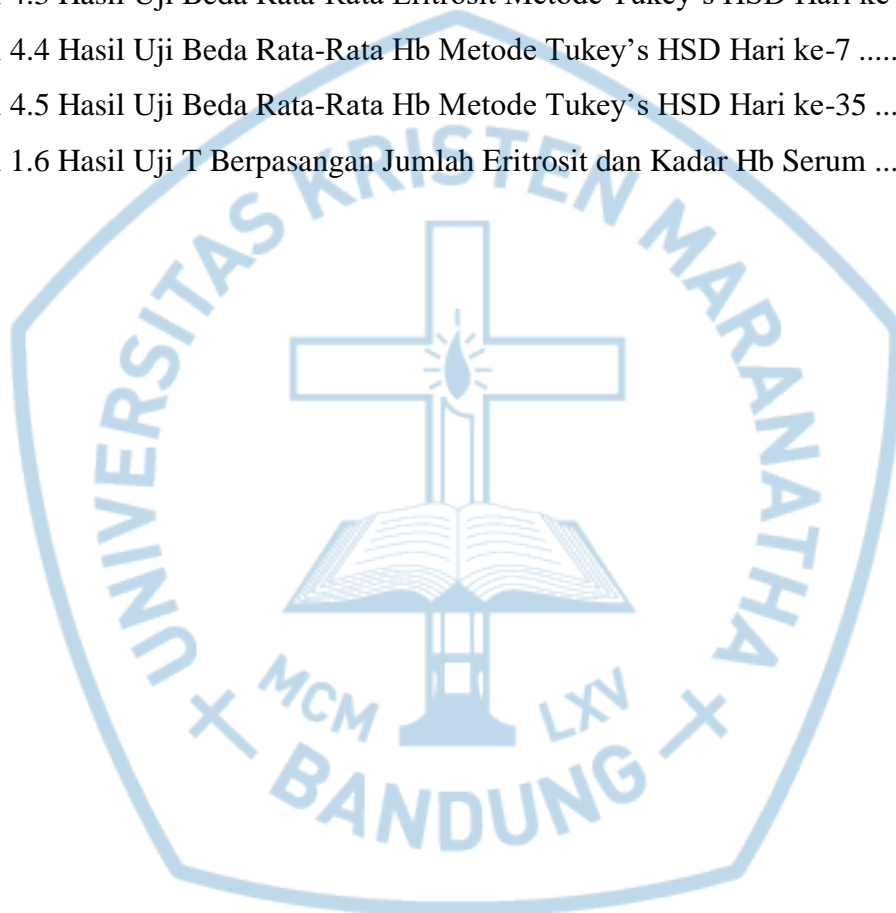 4.3 Hasil Uji Beda Rata-Rata Eritrosit Metode Tukey's HSD Hari ke
4.4 Hasil Uji Beda Rata-Rata Hb Metode Tukey's HSD Hari ke-7 .....
4.5 Hasil Uji Beda Rata-Rata Hb Metode Tukey's HSD Hari ke-35 ...
1.6 Hasil Uji T Berpasangan Jumlah Eritrosit dan Kadar Hb Serum ...
UNIVERSITAS KRISTEN MARANATHA
MCM LXV
BANDUNG